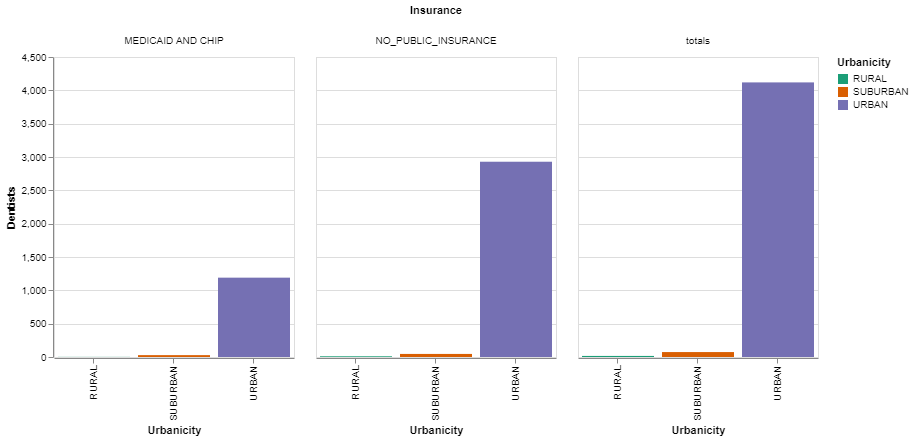 Insurance
MEDICAID AND CHIP
NO_PUBLIC_INSURANCE
totals
Urbanicity
RURAL
SUBURBAN
URBAN
Dentists
4,500
4,000
3,500
3,000
2,500
2,000
1,500
1,000
500
0
RURAL
SUBURBAN
URBAN
RURAL
SUBURBAN
URBAN
RURAL
SUBURBAN
URBAN
Urbanicity
Urbanicity
Urbanicity